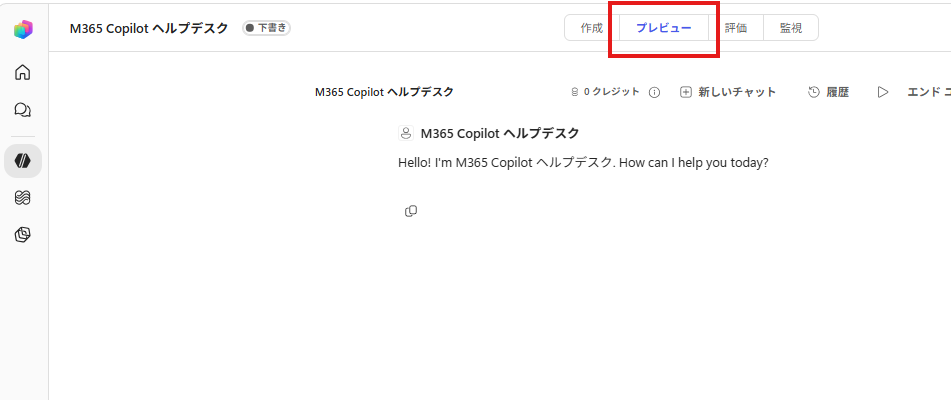 M365 Copilot ヘルプデスク 下書き 作成 プレビュー 評価 監視
M365 Copilot ヘルプデスク 0 クレジット 新しいチャット 履歴 エンド
M365 Copilot ヘルプデスク
Hello! I'm M365 Copilot ヘルプデスク. How can I help you today?